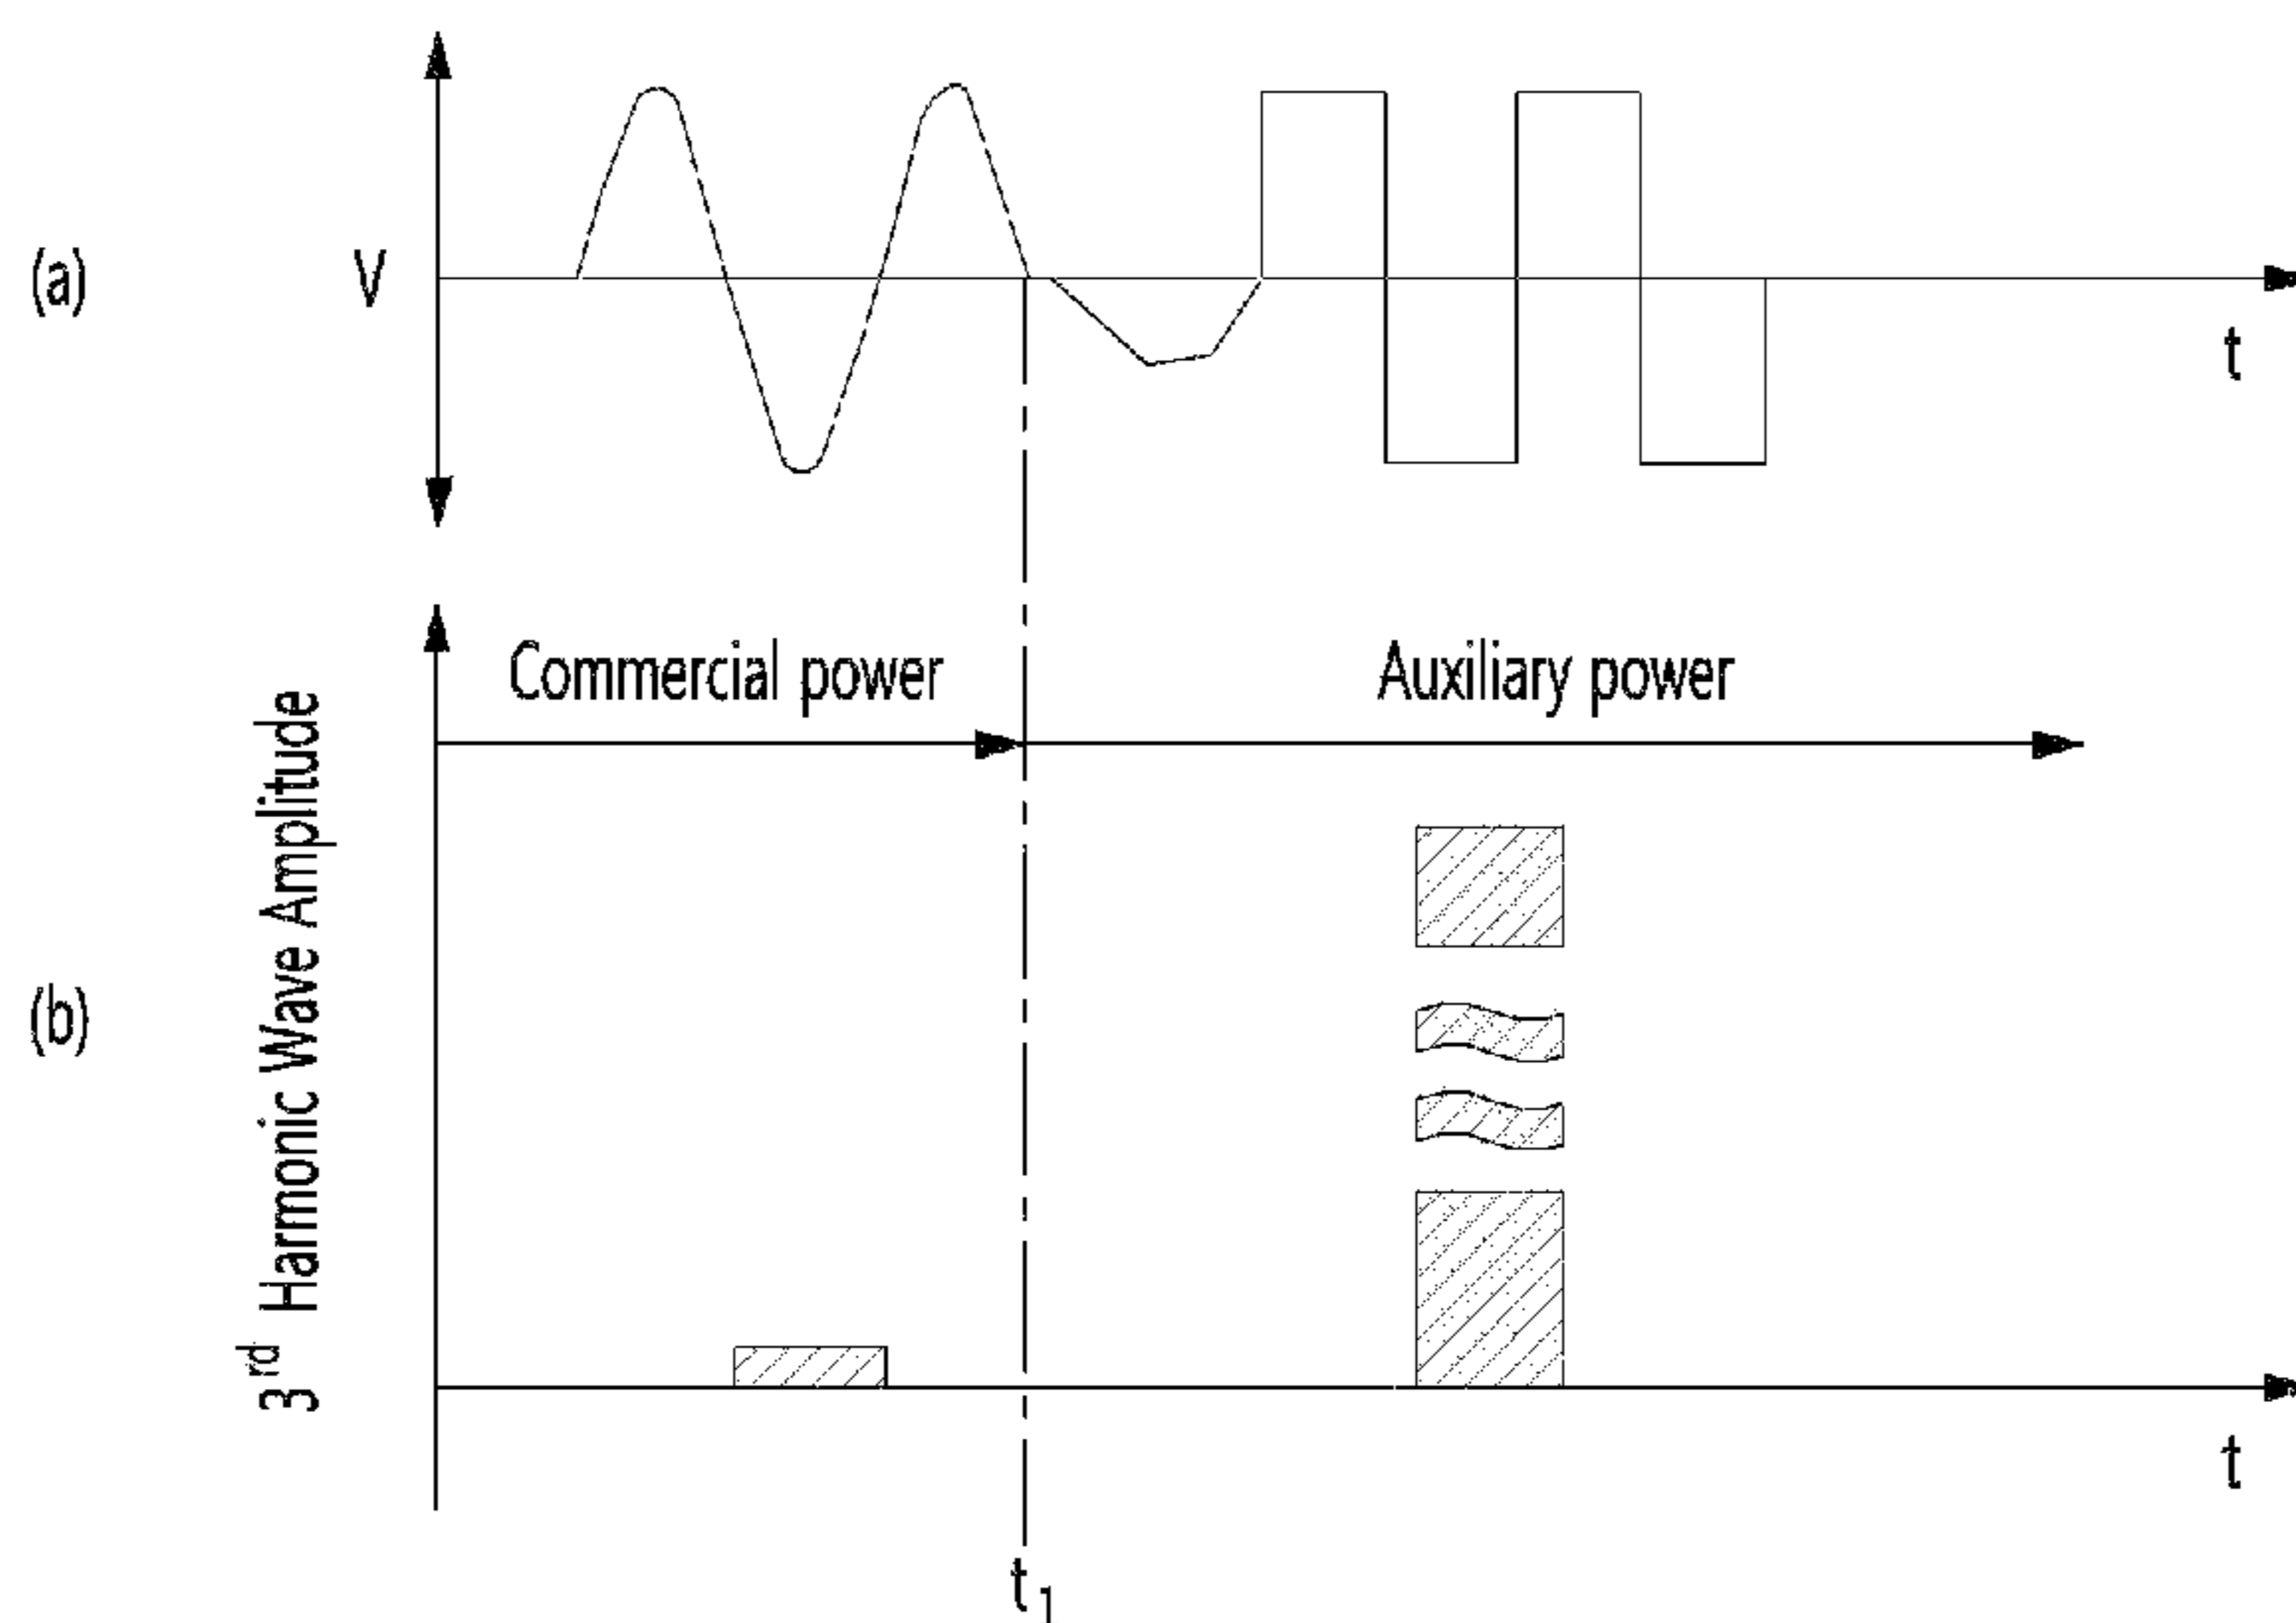 (a)
V
t
Commercial power
Auxiliary power
3rd Harmonic Wave Amplitude
(b)
t
t1